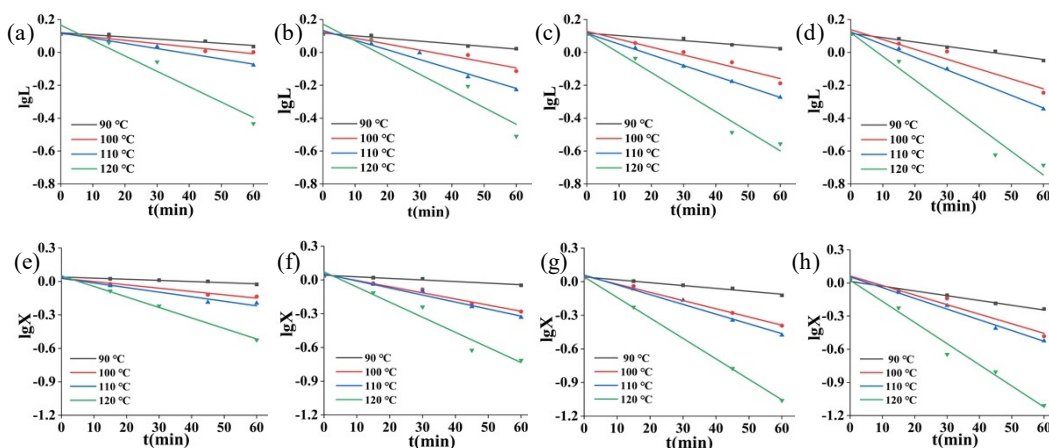 (a)
0.2
0.0
-0.2
-0.4
-0.6
-0.8
lgL
90 °C
100 °C
110 °C
120 °C
0 10 20 30 40 50 60
t(min)
(b)
0.2
0.0
-0.2
-0.4
-0.6
-0.8
lgL
90 °C
100 °C
110 °C
120 °C
0 10 20 30 40 50 60
t(min)
(c)
0.2
0.0
-0.2
-0.4
-0.6
-0.8
lgL
90 °C
100 °C
110 °C
120 °C
0 10 20 30 40 50 60
t(min)
(d)
0.2
0.0
-0.2
-0.4
-0.6
-0.8
lgL
90 °C
100 °C
110 °C
120 °C
0 10 20 30 40 50 60
t(min)
(e)
0.3
0.0
-0.3
-0.6
-0.9
-1.2
lgX
90 °C
100 °C
110 °C
120 °C
0 10 20 30 40 50 60
t(min)
(f)
0.3
0.0
-0.3
-0.6
-0.9
-1.2
lgX
90 °C
100 °C
110 °C
120 °C
0 10 20 30 40 50 60
t(min)
(g)
0.3
0.0
-0.3
-0.6
-0.9
-1.2
lgX
90 °C
100 °C
110 °C
120 °C
0 10 20 30 40 50 60
t(min)
(h)
0.3
0.0
-0.3
-0.6
-0.9
-1.2
lgX
90 °C
100 °C
110 °C
120 °C
0 10 20 30 40 50 60
t(min)